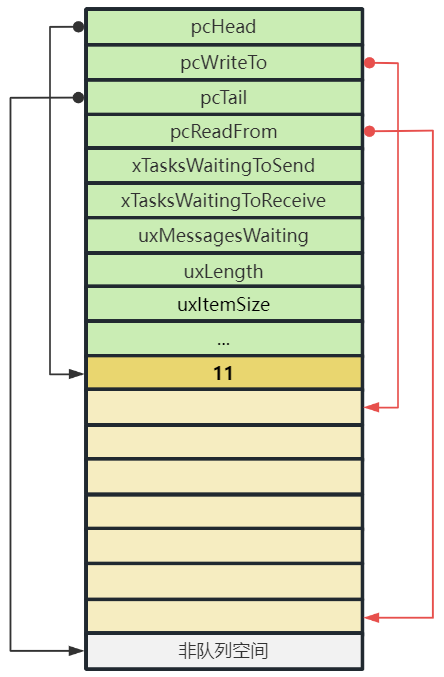 pcHead
pcWriteTo
pcTail
pcReadFrom
xTasksWaitingToSend
xTasksWaitingToReceive
uxMessagesWaiting
uxLength
uxItemSize
...
11
非队列空间